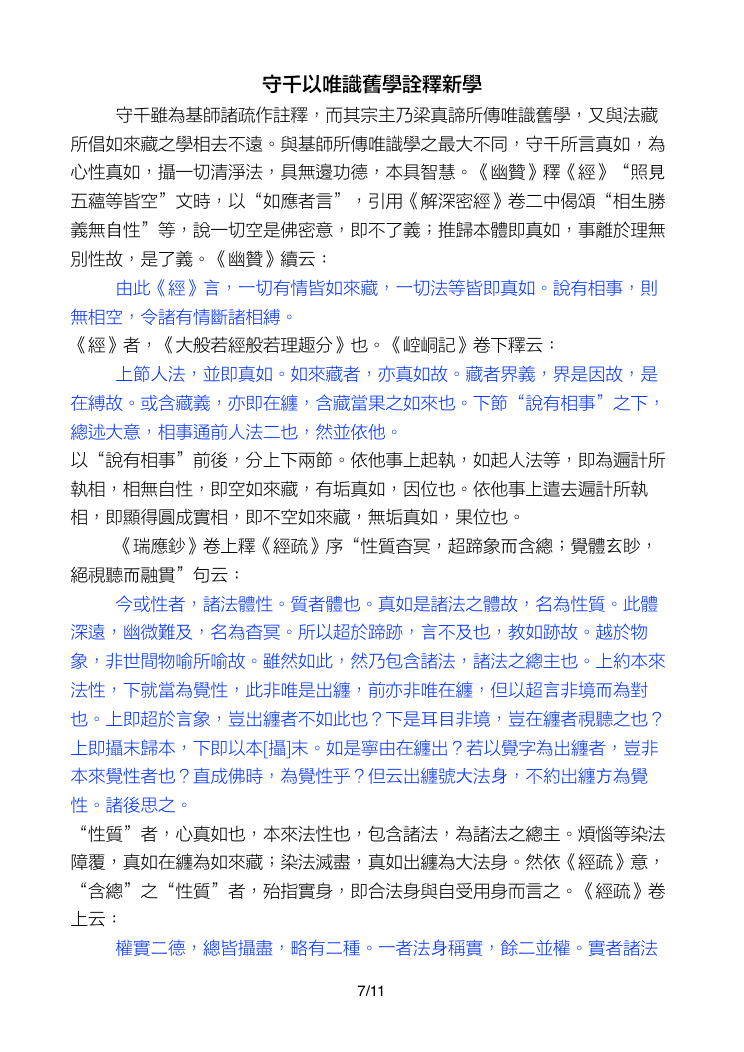 守千以唯識舊學詮釋新學
守千雖為基師諸疏作註釋，而其宗主乃梁真諦所傳唯識舊學，又與法藏
所倡如來藏之學相去不遠。與基師所傳唯識學之最大不同，守千所言真如，為
心性真如，攝一切清淨法，具無邊功德，本具智慧。《幽贊》釋《經》“照見
五蘊等皆空”文時，以“如應者言”，引用《解深密經》卷二中偈頌“相生勝
義無自性”等，說一切空是佛密意，即不了義；推歸本體即真如，事離於理無
別性故，是了義。《幽贊》續云：
由此《經》言，一切有情皆如來藏，一切法等皆即真如。說有相事，則
無相空，令諸有情斷諸相縛。
《經》者，《大般若經般若理趣分》也。《崆峒記》卷下釋云：
上節人法，並即真如。如來藏者，亦真如故。藏者界義，界是因故，是
在縛故。或含藏義，亦即在纏，含藏當果之如來也。下節“說有相事”之下，
總述大意，相事通前人法二也，然並依他。
以“說有相事”前後，分上下兩節。依他事上起執，如起人法等，即為遍計所
執相，相無自性，即空如來藏，有垢真如，因位也。依他事上遣去遍計所執
相，即顯得圓成實相，即不空如來藏，無垢真如，果位也。
《瑞應鈔》卷上釋《經疏》序“性質杳冥，超蹄象而含總；覺體玄眇，
絕視聽而融貫”句云：
今或性者，諸法體性。質者體也。真如是諸法之體故，名為性質。此體
深遠，幽微難及，名為杳冥。所以超於蹄跡，言不及也，教如跡故。越於物
象，非世間物喻所喻故。雖然如此，然乃包含諸法，諸法之總主也。上約本來
法性，下就當為覺性，此非唯是出纏，前亦非唯在纏，但以超言非境而為對
也。上即超於言象，豈出纏者不如此也？下是耳目非境，豈在纏者視聽之也？
上即攝末歸本，下即以本[攝]末。如是寧由在纏出？若以覺字為出纏者，豈非
本來覺性者也？直成佛時，為覺性乎？但云出纏號大法身，不約出纏方為覺
性。諸後思之。
“性質”者，心真如也，本來法性也，包含諸法，為諸法之總主。煩惱等染法
障覆，真如在纏為如來藏；染法滅盡，真如出纏為大法身。然依《經疏》意，
“含總”之“性質”者，殆指實身，即合法身與自受用身而言之。《經疏》卷
上云：
權實二德，總皆攝盡，略有二種。一者法身稱實，餘二並權。實者諸法
7/11